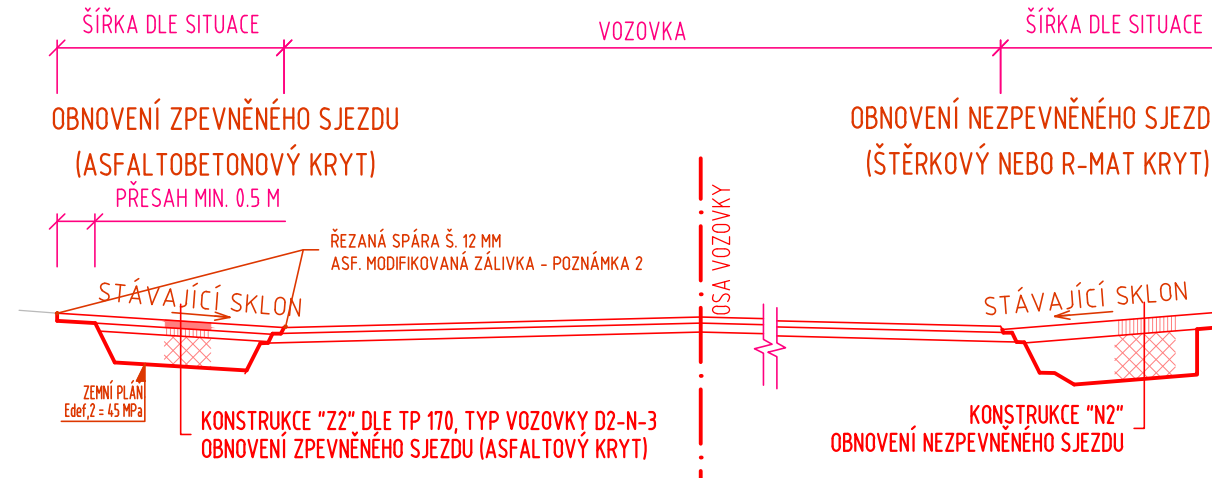 ŠÍŘKA DLE SITUACE
VOZOVKA
ŠÍŘKA DLE SITUACE
OBNOVENÍ ZPEVNĚNÉHO SJEZDU
(ASFALTOBETONOVÝ KRYT)
OBNOVENÍ NEZPEVNĚNÉHO SJEZD
(ŠTĚRKOVÝ NEBO R-MAT KRYT)
PŘESAH MIN. 0.5 M
ŘEZANÁ SPÁRA Š. 12 MM
ASF. MODIFIKOVANÁ ZÁLIVKA - POZNÁMKA 2
OSA VOZOVKY
STÁVAJÍCÍ SKLON
STÁVAJÍCÍ SKLON
ZEMNÍ PLÁŇ
Edef,2 = 45 MPa
KONSTRUKCE "Z2" DLE TP 170, TYP VOZOVKY D2-N-3
OBNOVENÍ ZPEVNĚNÉHO SJEZDU (ASFALTOVÝ KRYT)
KONSTRUKCE "N2"
OBNOVENÍ NEZPEVNĚNÉHO SJEZDU